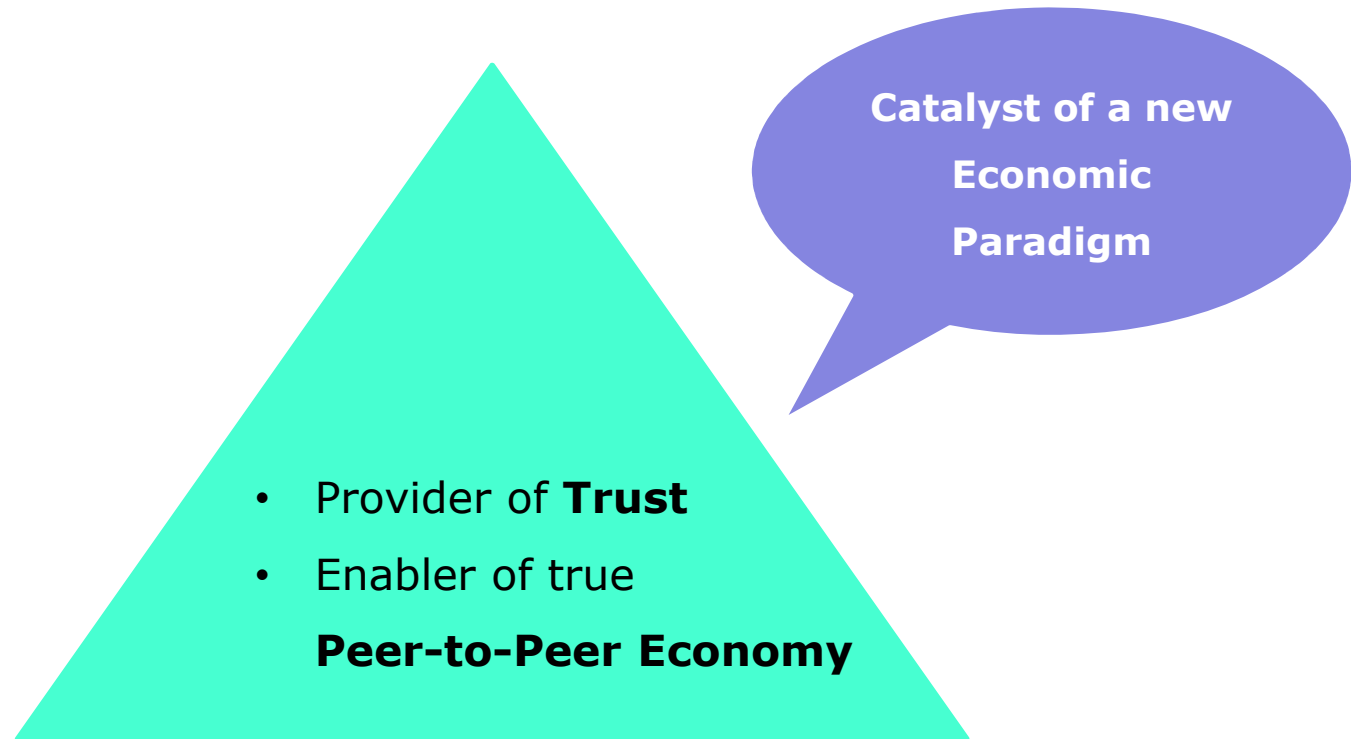 Catalyst of a new
Economic
Paradigm
• Provider of Trust
• Enabler of true
Peer-to-Peer Economy